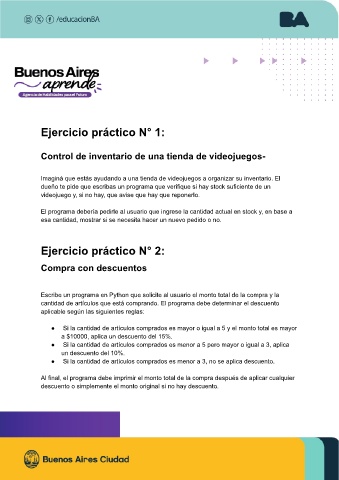 /educacionBA
BA
Buenos Aires
aprende
Agencia de Habilidades para el Futuro
Ejercicio práctico N° 1:
Control de inventario de una tienda de videojuegos-
Imaginá que estás ayudando a una tienda de videojuegos a organizar su inventario. El
dueño te pide que escribas un programa que verifique si hay stock suficiente de un
videojuego y, si no hay, que avise que hay que reponerlo.
El programa debería pedirle al usuario que ingrese la cantidad actual en stock y, en base a
esa cantidad, mostrar si se necesita hacer un nuevo pedido o no.
Ejercicio práctico N° 2:
Compra con descuentos
Escribe un programa en Python que solicite al usuario el monto total de la compra y la
cantidad de artículos que está comprando. El programa debe determinar el descuento
aplicable según las siguientes reglas:
● Si la cantidad de artículos comprados es mayor o igual a 5 y el monto total es mayor
a $10000, aplica un descuento del 15%.
● Si la cantidad de artículos comprados es menor a 5 pero mayor o igual a 3, aplica
un descuento del 10%.
● Si la cantidad de artículos comprados es menor a 3, no se aplica descuento.
Al final, el programa debe imprimir el monto total de la compra después de aplicar cualquier
descuento o simplemente el monto original si no hay descuento.
Buenos Aires Ciudad